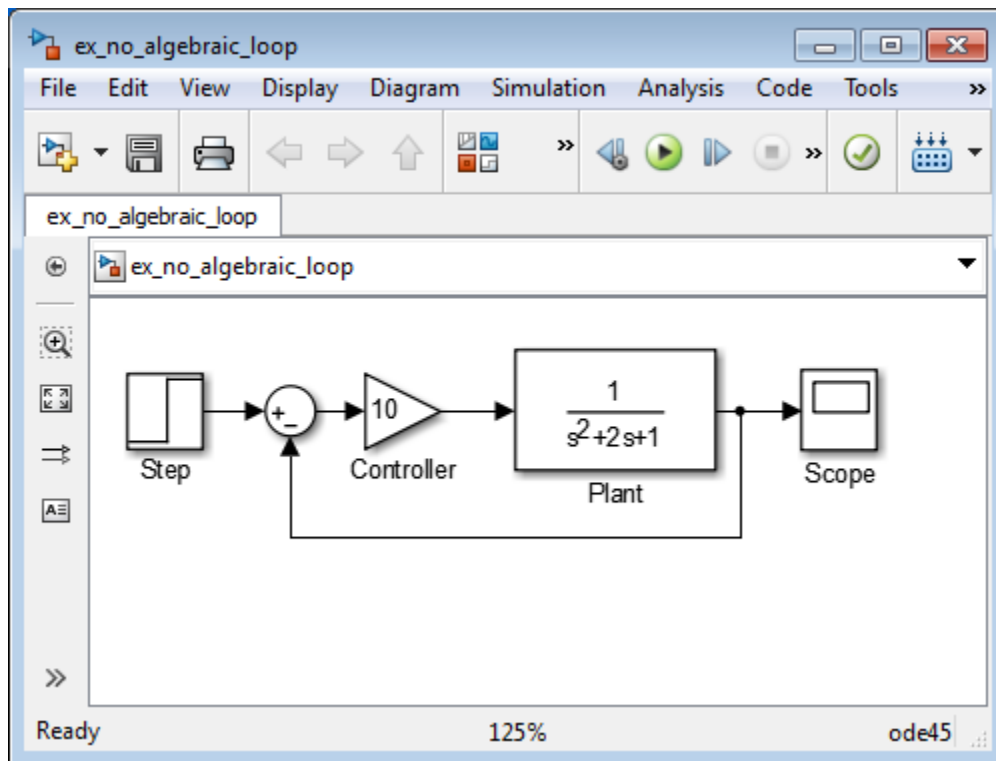 ex_no_algebraic_loop
File Edit View Display Diagram Simulation Analysis Code Tools »
» »
ex_no_algebraic_loop
ex_no_algebraic_loop
+
−
10
1
s²+2s+1
Step
Controller
Plant
Scope
A
»
Ready 125% ode45